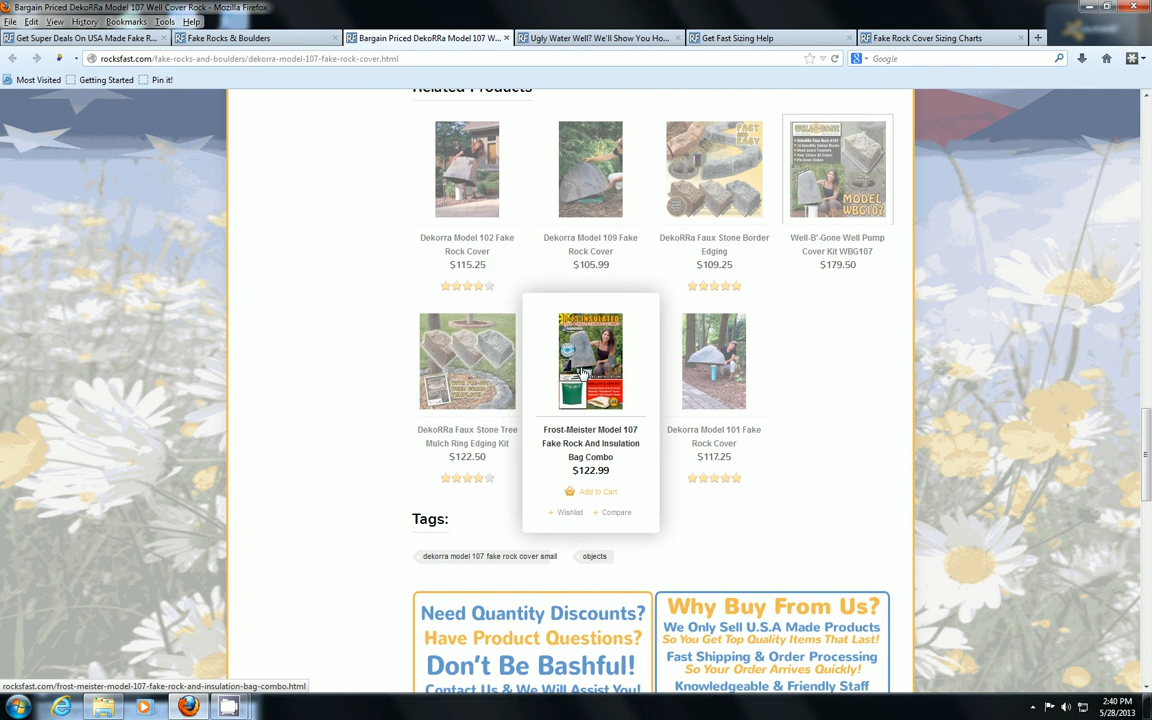 Bargain Priced DekoRRa Model 107 Well Cover Rock - Mozilla Firefox
File Edit View History Bookmarks Tools Help
Get Super Deals On USA Made Fake R... × Fake Rocks & Boulders × Bargain Priced DekoRRa Model 107 W... × Ugly Water Well? We'll Show You Ho... × Get Fast Sizing Help × Fake Rock Cover Sizing Charts × +
rocksfast.com/fake-rocks-and-boulders/dekorra-model-107-fake-rock-cover.html Google
Most Visited Getting Started Pin it!
Related Products
FAST AND EASY
WELL-B-GONE
MODEL WBG107
Dekorra Model 102 Fake Rock Cover
$115.25
Dekorra Model 109 Fake Rock Cover
$105.99
DekoRRa Faux Stone Border Edging
$109.25
Well-B'-Gone Well Pump Cover Kit WBG107
$179.50
R-13 INSULATED
DekoRRa Faux Stone Tree Mulch Ring Edging Kit
$122.50
Frost-Meister Model 107 Fake Rock And Insulation Bag Combo
$122.99
Add to Cart
+ Wishlist + Compare
Dekorra Model 101 Fake Rock Cover
$117.25
Tags:
dekorra model 107 fake rock cover small objects
Need Quantity Discounts?
Have Product Questions?
Don't Be Bashful!
Contact Us & We Will Assist You!
Why Buy From Us?
We Only Sell U.S.A Made Products
So You Get Top Quality Items That Last!
Fast Shipping & Order Processing
So Your Order Arrives Quickly!
Knowledgeable & Friendly Staff
rocksfast.com/frost-meister-model-107-fake-rock-and-insulation-bag-combo.html
2:40 PM
5/28/2013